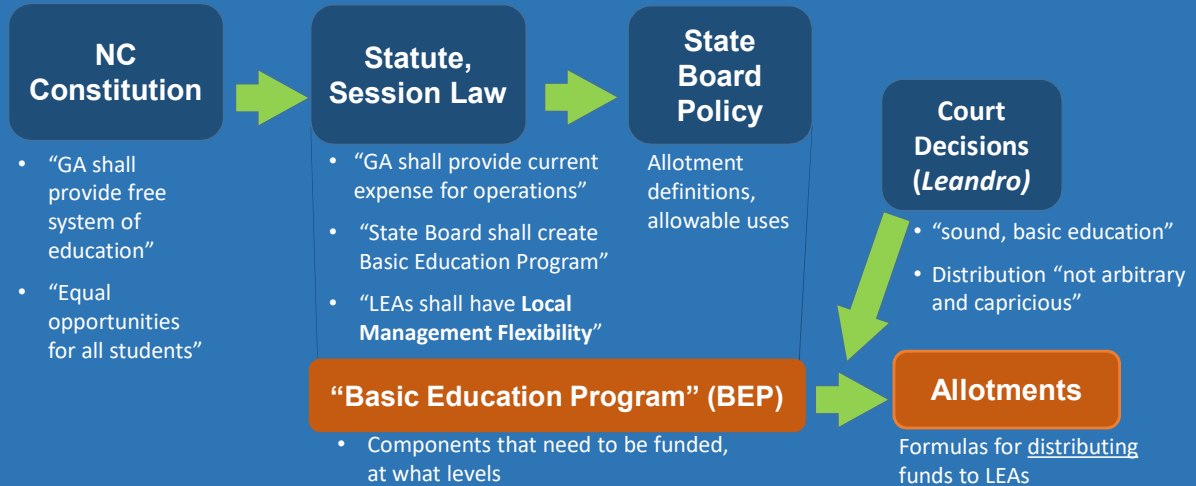 NC
Constitution
• “GA shall
provide free
system of
education”
• “Equal
opportunities
for all students”
Statute,
Session Law
• “GA shall provide current
expense for operations”
• “State Board shall create
Basic Education Program”
• “LEAs shall have Local
Management Flexibility”
State
Board
Policy
Allotment
definitions,
allowable uses
Court
Decisions
(Leandro)
• “sound, basic education”
• Distribution “not arbitrary
and capricious”
“Basic Education Program” (BEP)
• Components that need to be funded,
at what levels
Allotments
Formulas for distributing
funds to LEAs